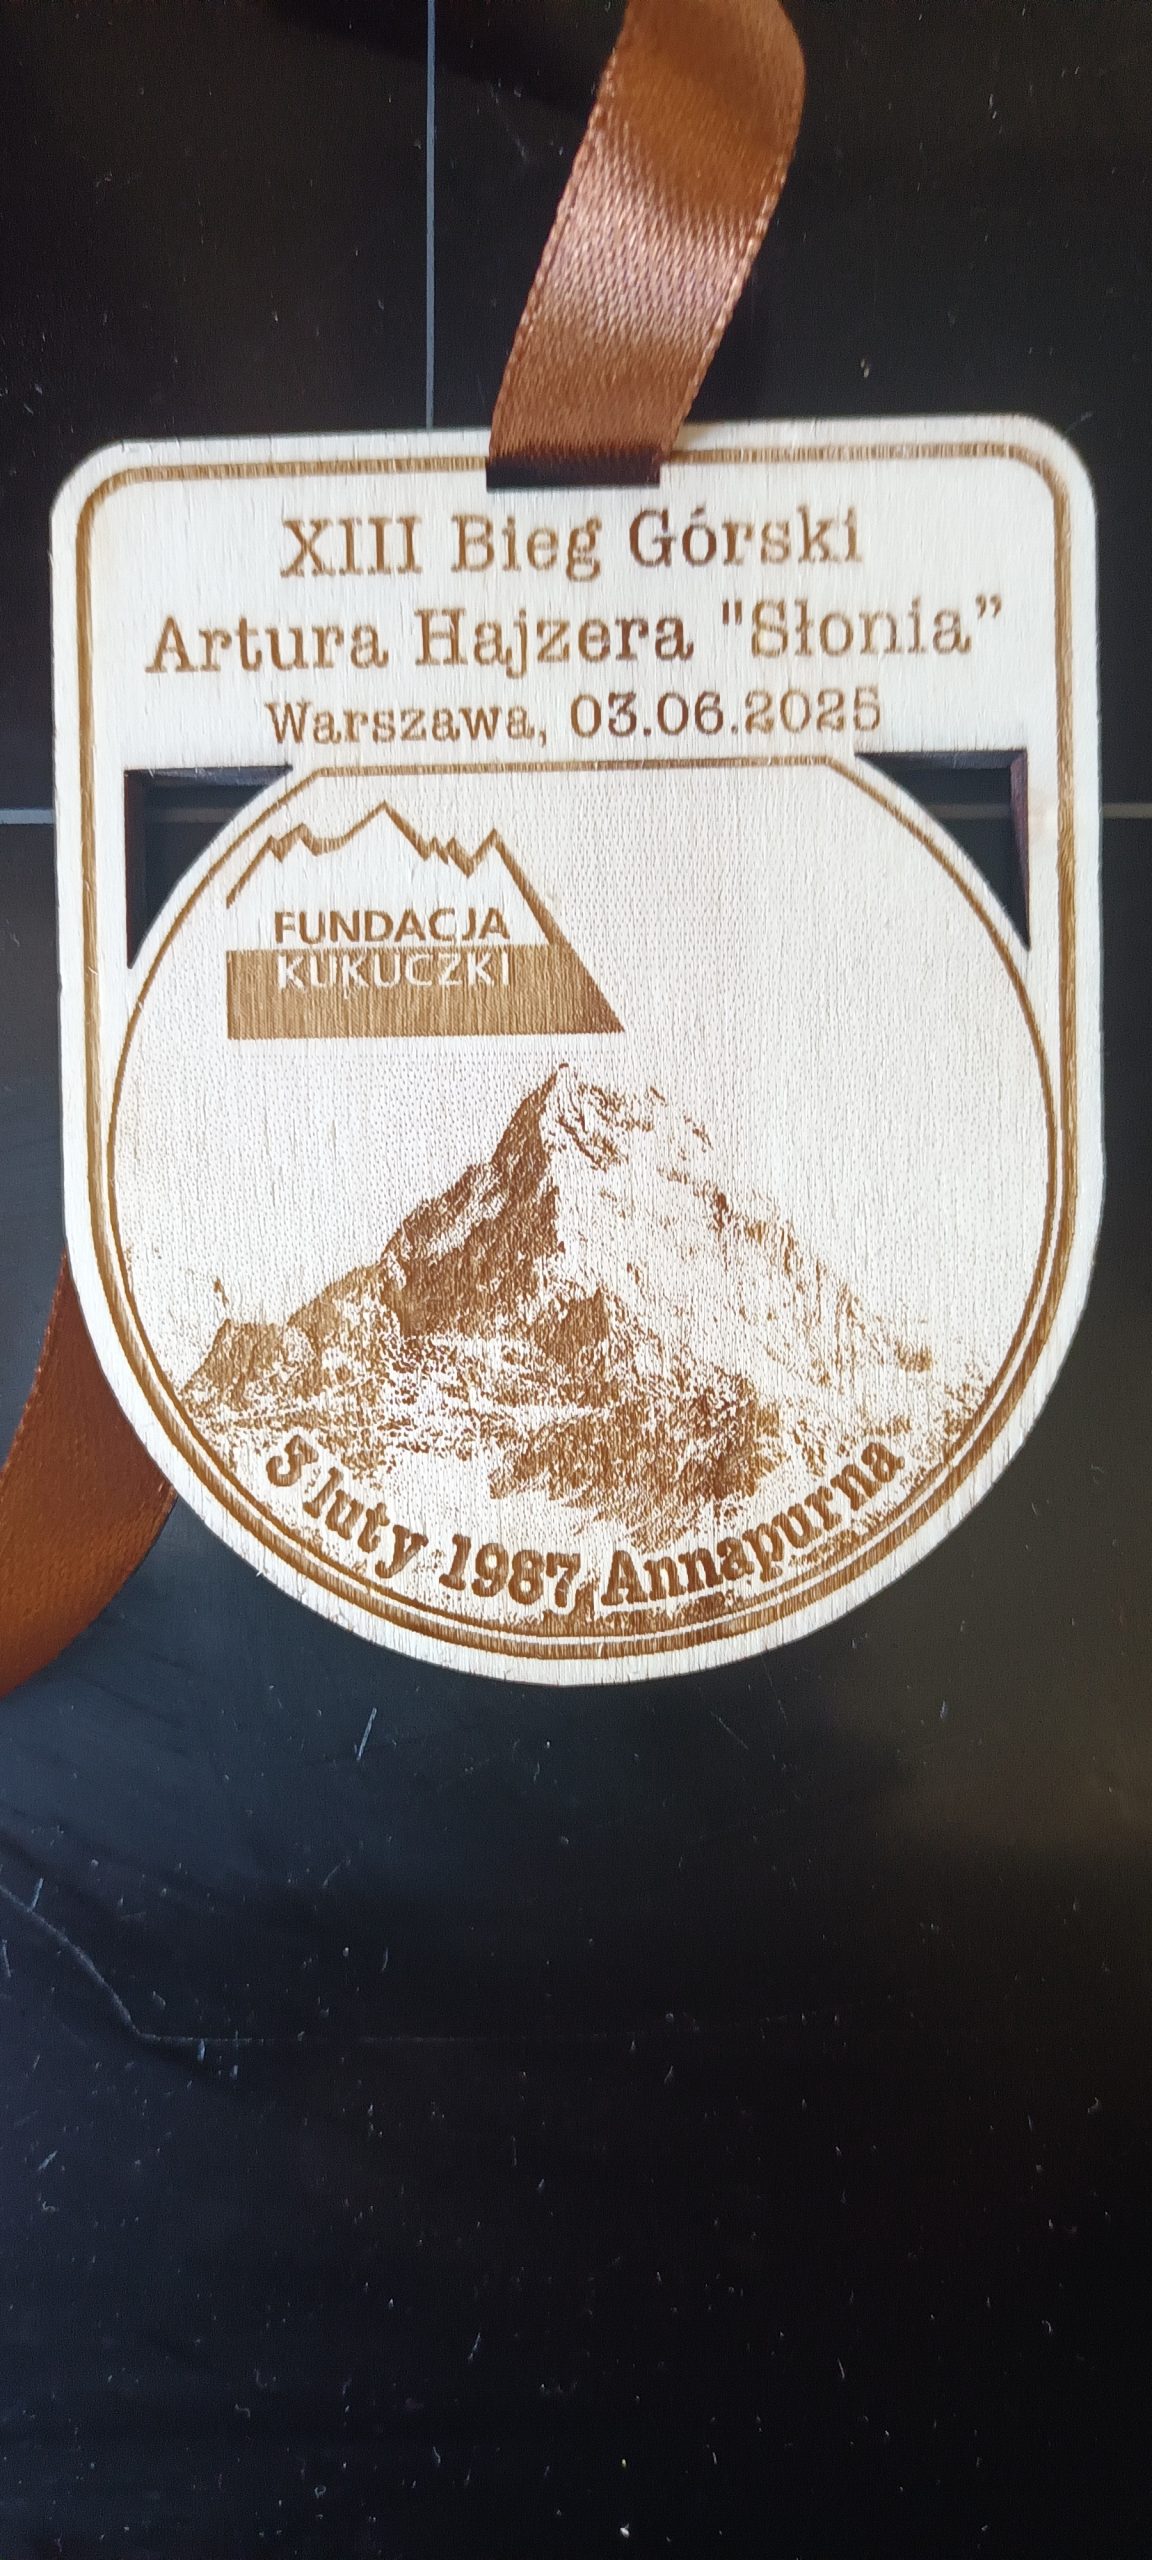 XIII Bieg Górski
Artura Hajzera "Słonia”
Warszawa, 03.06.2025
FUNDACJA
KUKUCZKI
3 luty 1987 Annapurna